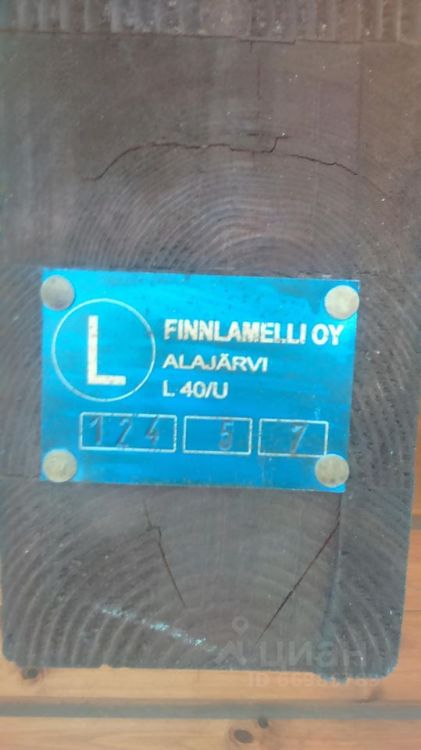 L
FINNLAMELLI OY
ALAJÄRVI
L 40/U
124 5 7
циан